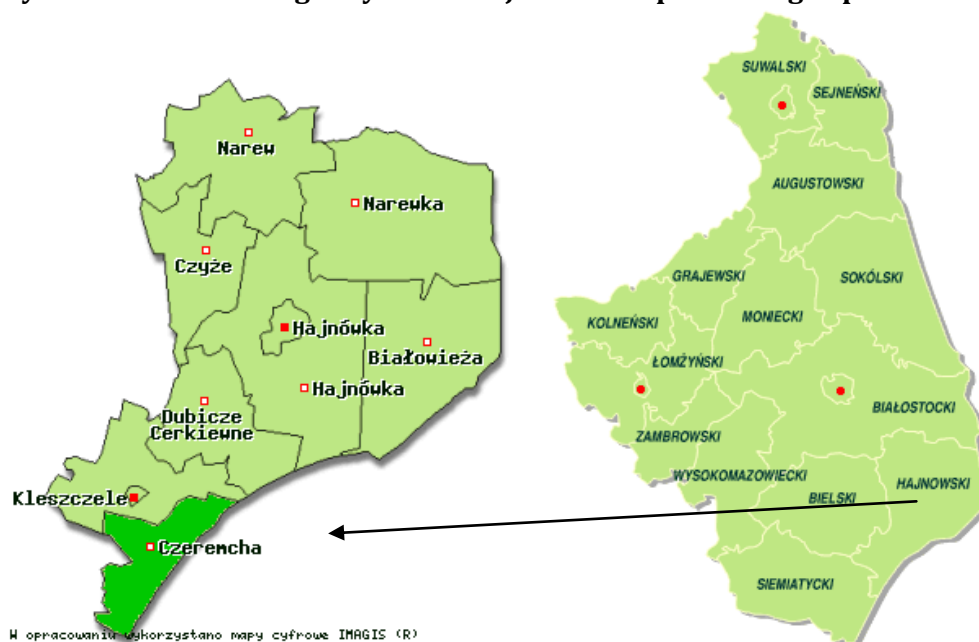 Narew
Narewka
Czyże
Hajnówka
Białowieża
Hajnówka
Dubicze
Cerkiewne
Kleszczele
Czeremcha
W opracowaniu wykorzystano mapy cyfrowe IMAGIS (R)
SUWALSKI
SEJNEŃSKI
AUGUSTOWSKI
GRAJEWSKI
SOKÓLSKI
KOLNEŃSKI
MONIECKI
ŁOMŻYŃSKI
BIAŁOSTOCKI
ZAMBROWSKI
WYSOKOMAZOWIECKI
HAJNOWSKI
BIELSKI
SIEMIATYCKI